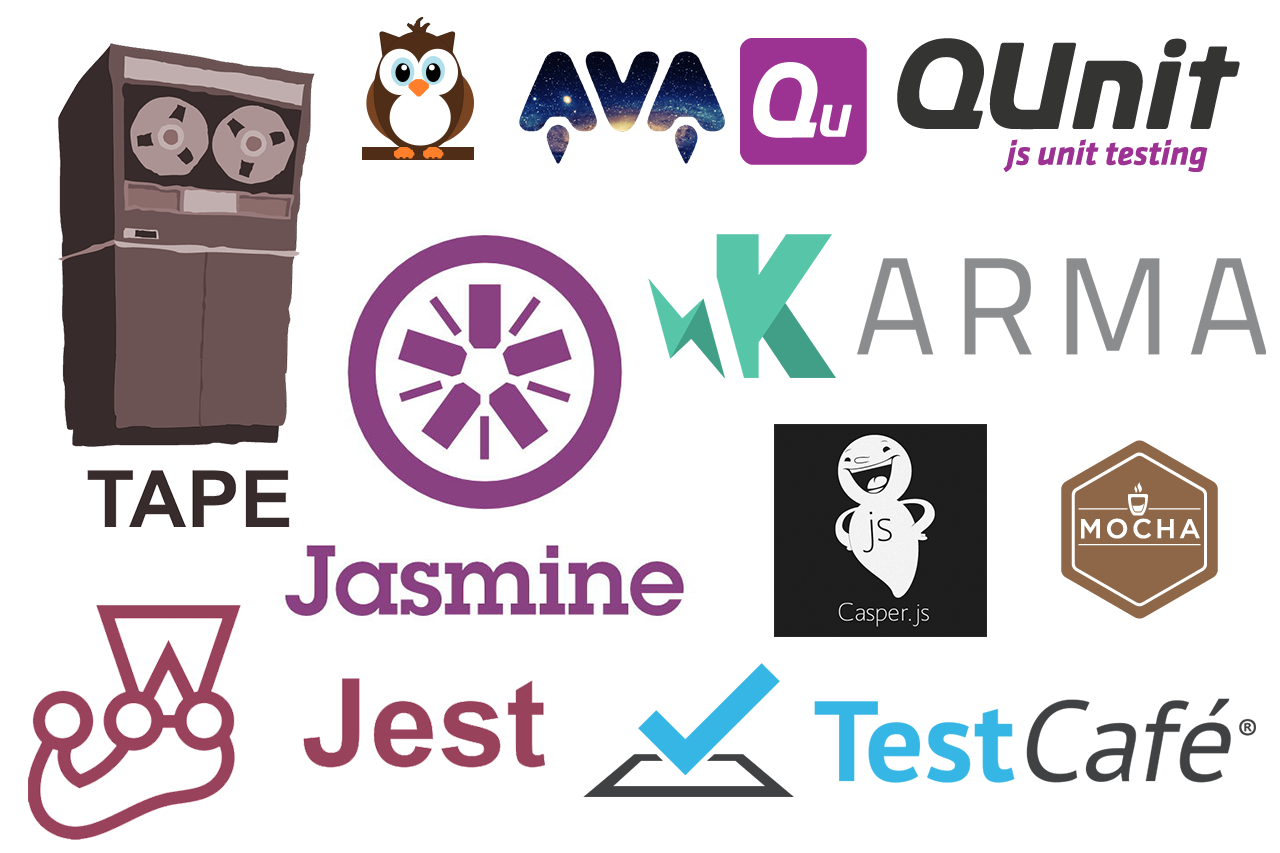 AVA
Qu
QUnit
js unit testing
KARMA
TAPE
Jasmine
js
Casper.js
MOCHA
Jest
TestCafé®